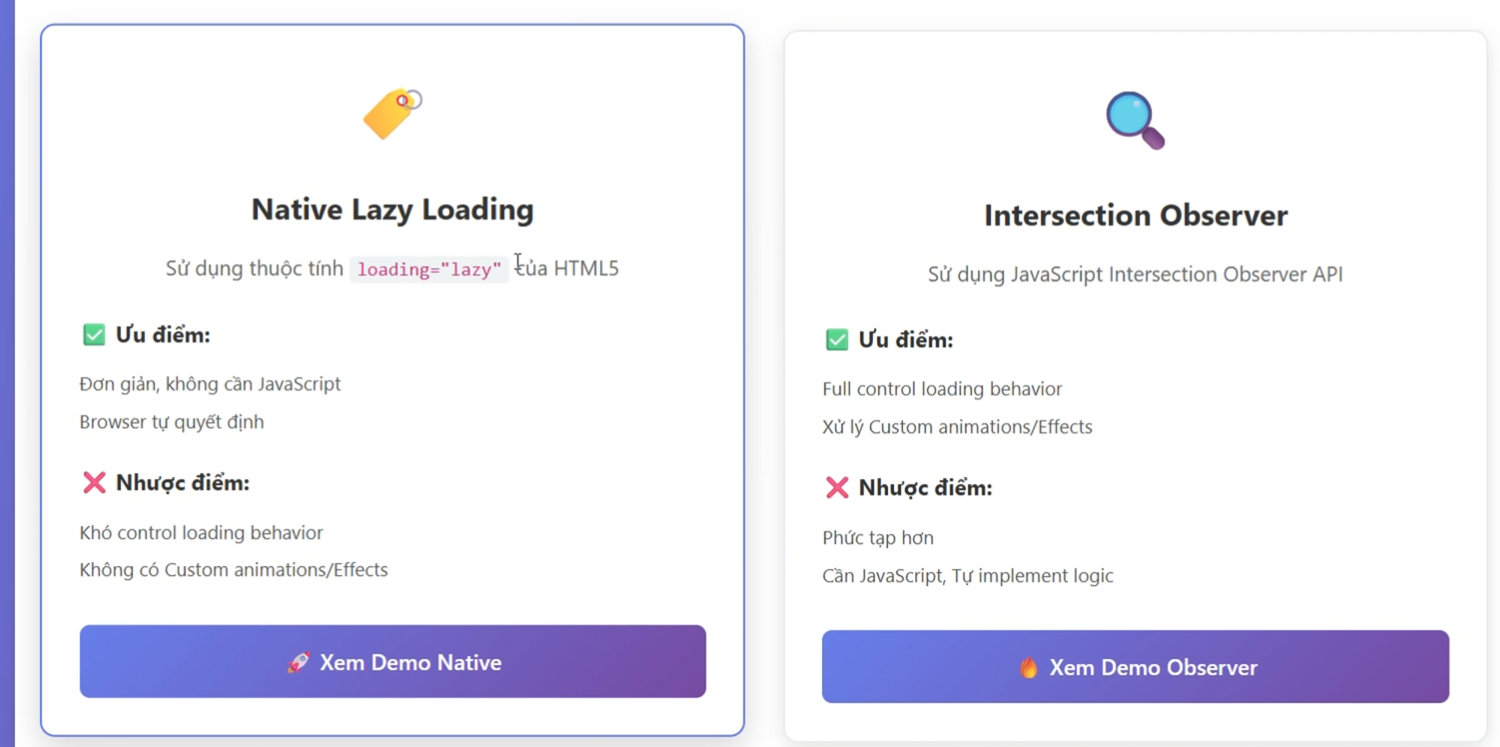 Native Lazy Loading
Sử dụng thuộc tính loading="lazy" của HTML5
Ưu điểm:
Đơn giản, không cần JavaScript
Browser tự quyết định
Nhược điểm:
Khó control loading behavior
Không có Custom animations/Effects
Xem Demo Native
Intersection Observer
Sử dụng JavaScript Intersection Observer API
Ưu điểm:
Full control loading behavior
Xử lý Custom animations/Effects
Nhược điểm:
Phức tạp hơn
Cần JavaScript, Tự implement logic
Xem Demo Observer